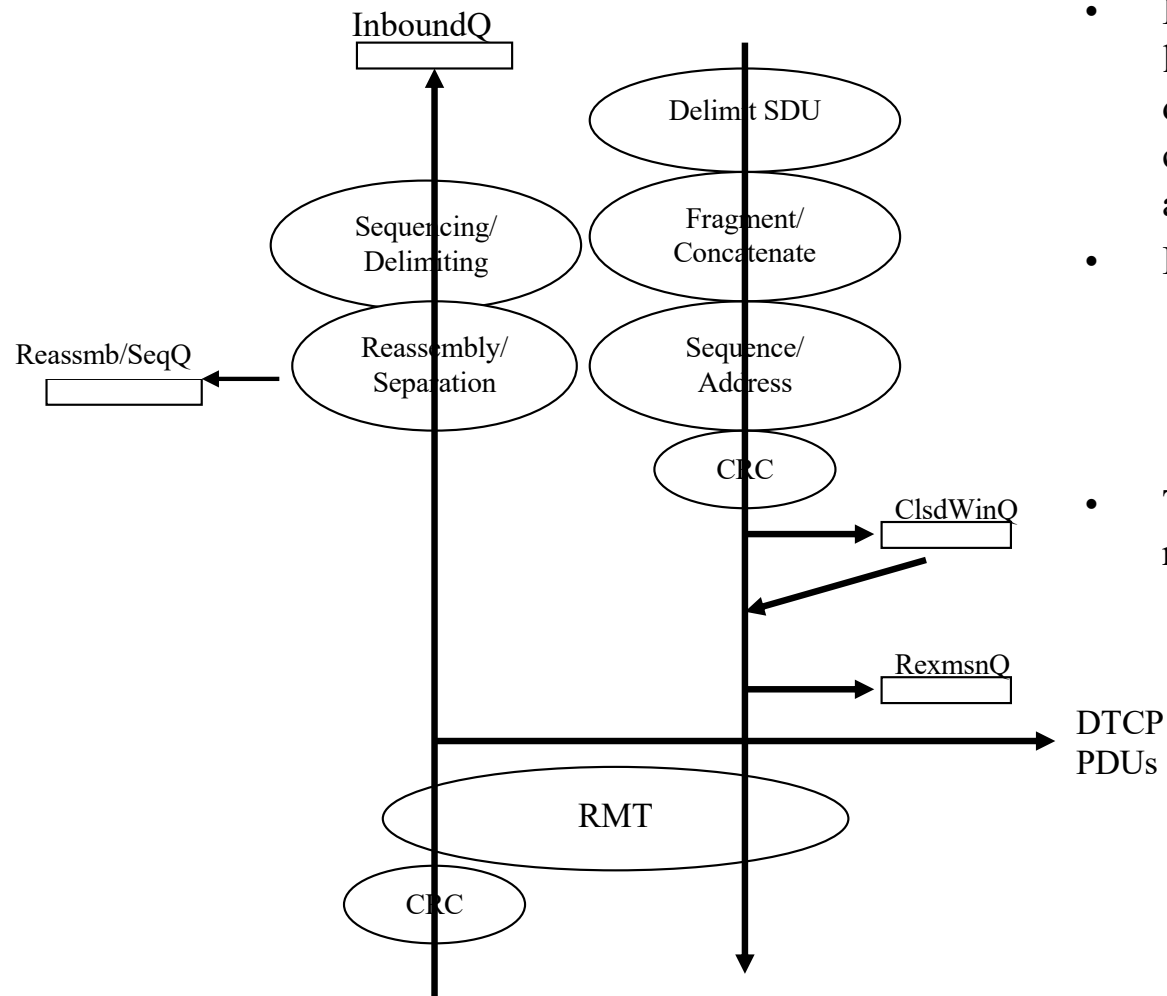 InboundQ
Delimit SDU
Sequencing/
Delimiting
Fragment/
Concatenate
Reassmb/SeqQ
Reassembly/
Separation
Sequence/
Address
CRC
ClsdWinQ
RexmsnQ
DTCP
PDUs
RMT
CRC